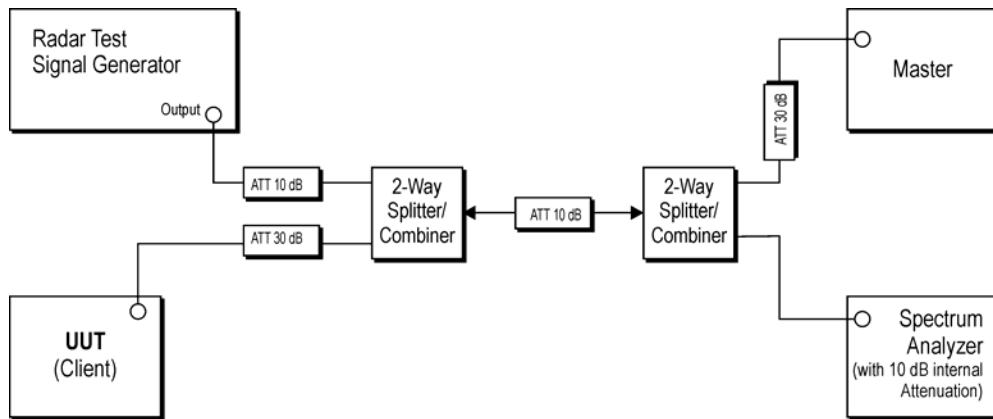 Radar Test
Signal Generator
Output
ATT 10 dB
ATT 30 dB
2-Way
Splitter/
Combiner
ATT 10 dB
2-Way
Splitter/
Combiner
ATT 30 dB
Master
UUT
(Client)
Spectrum
Analyzer
(with 10 dB internal
Attenuation)